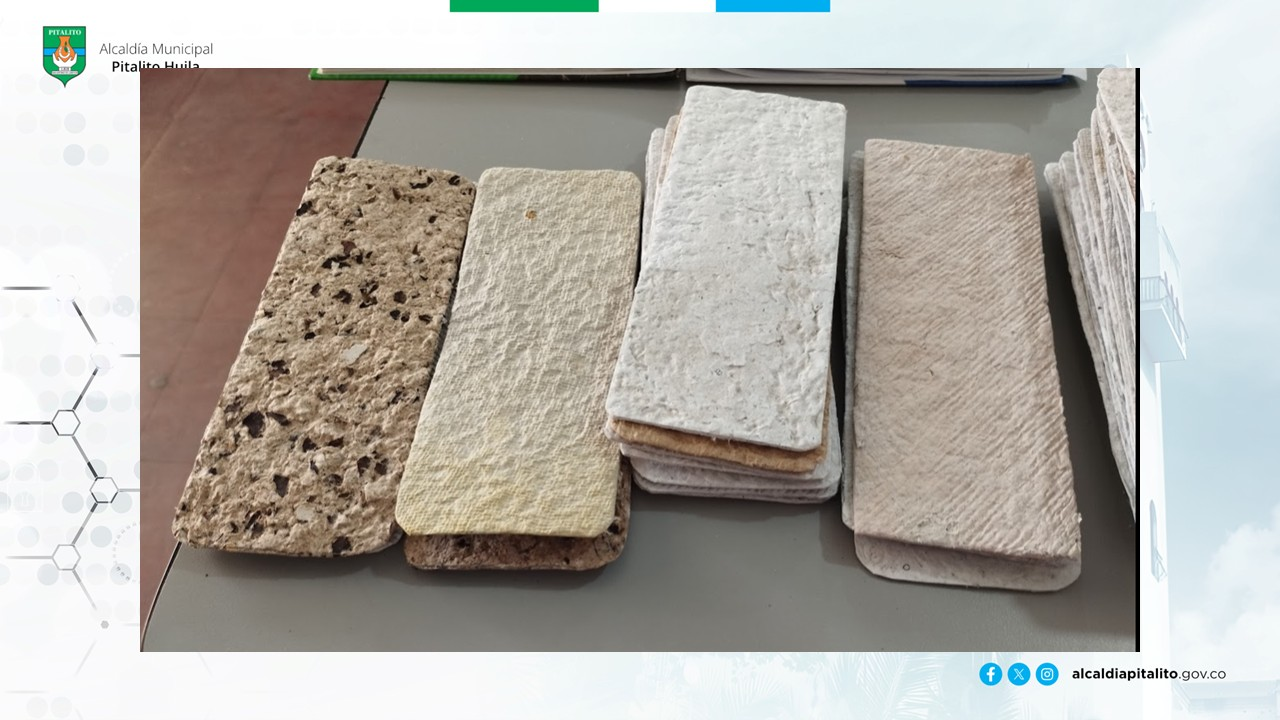 PITALITO
Alcaldía Municipal
Pitalito Huila
alcaldiapitalito.gov.co